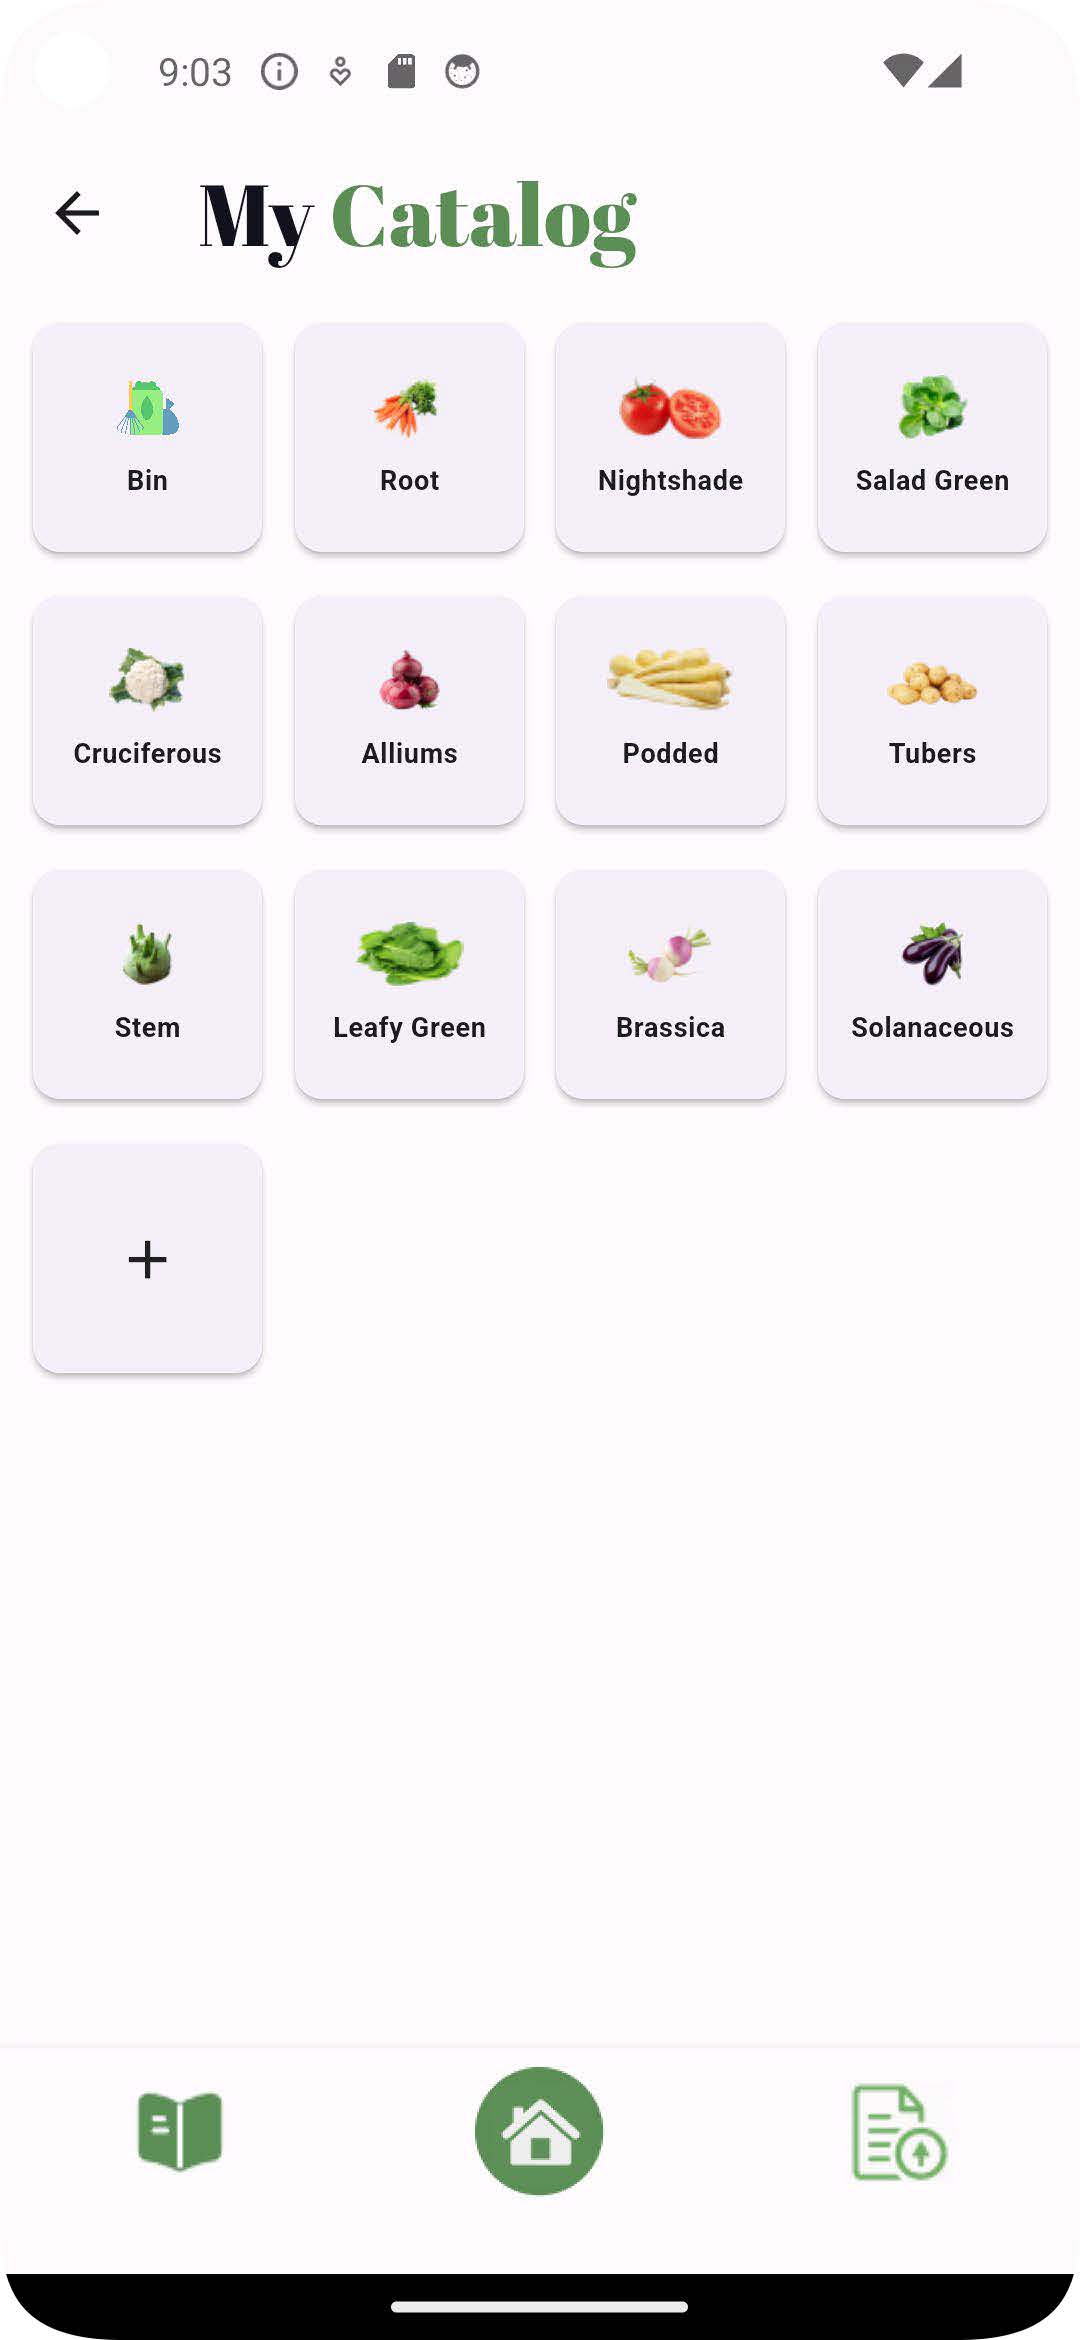 9:03
My Catalog
Bin
Root
Nightshade
Salad Green
Cruciferous
Alliums
Podded
Tubers
Stem
Leafy Green
Brassica
Solanaceous